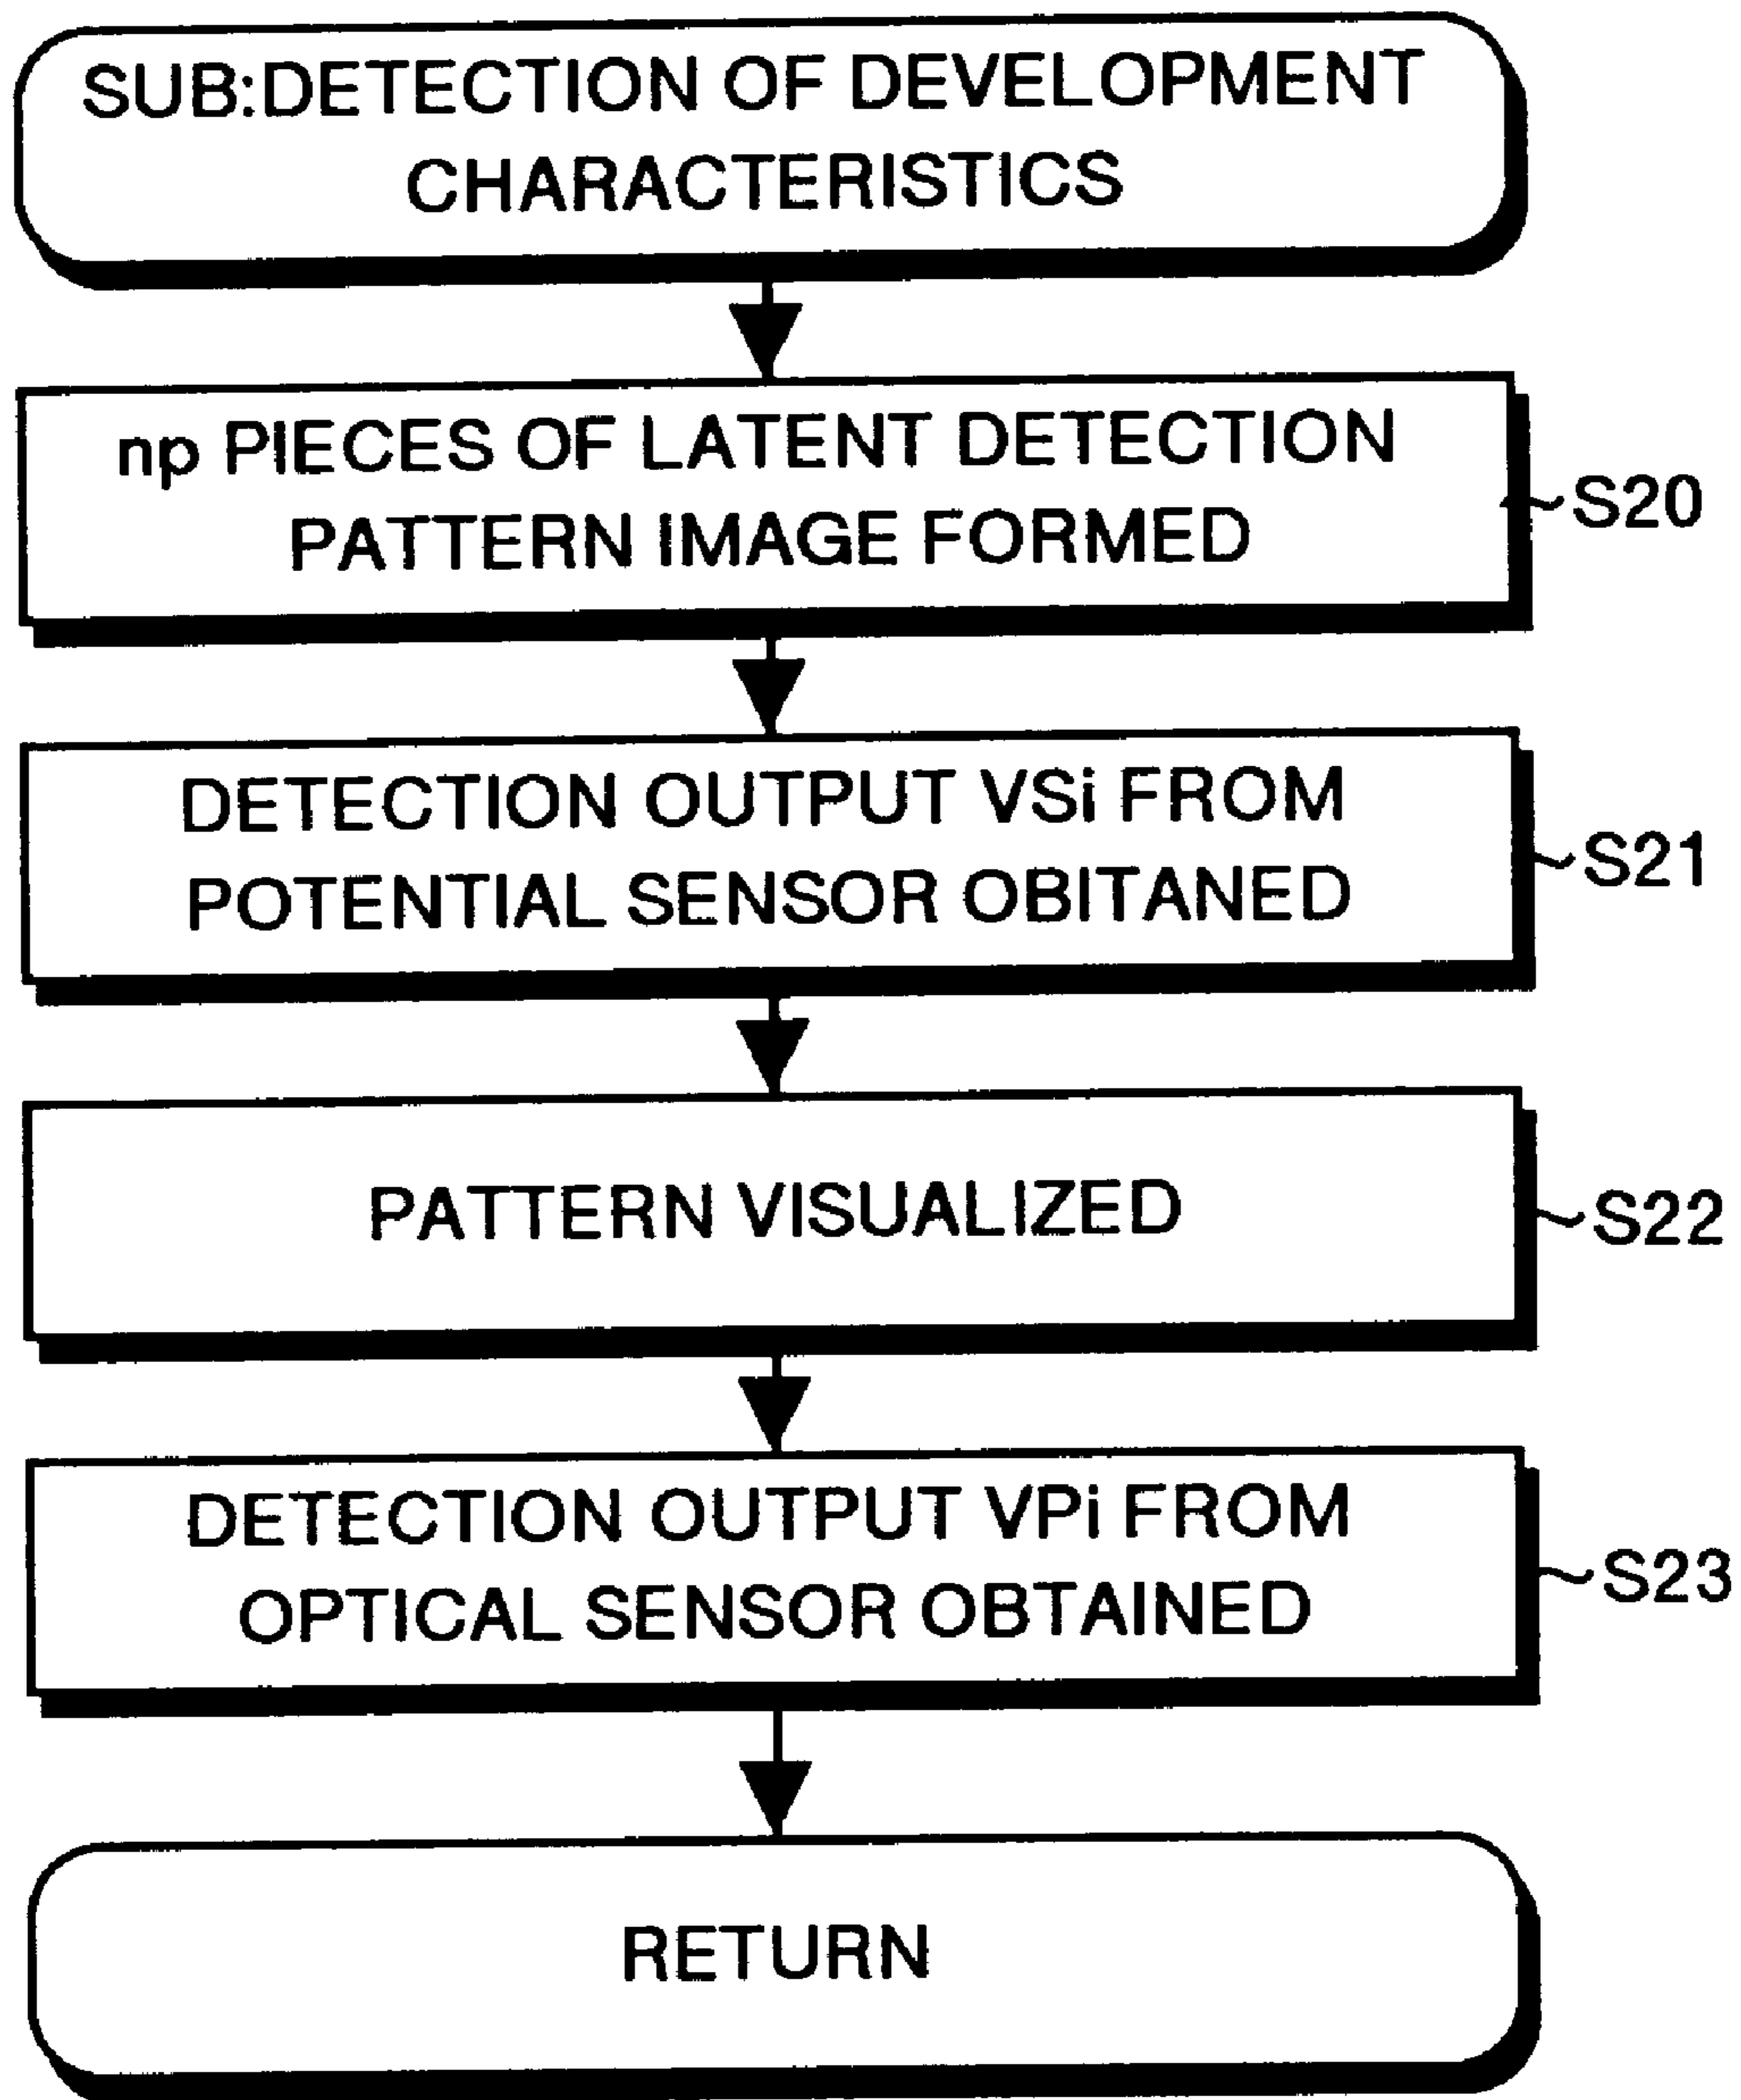 SUB:DETECTION OF DEVELOPMENT
CHARACTERISTICS
np PIECES OF LATENT DETECTION
PATTERN IMAGE FORMED
S20
DETECTION OUTPUT VSi FROM
POTENTIAL SENSOR OBITANED
S21
PATTERN VISUALIZED
S22
DETECTION OUTPUT VPi FROM
OPTICAL SENSOR OBTAINED
S23
RETURN